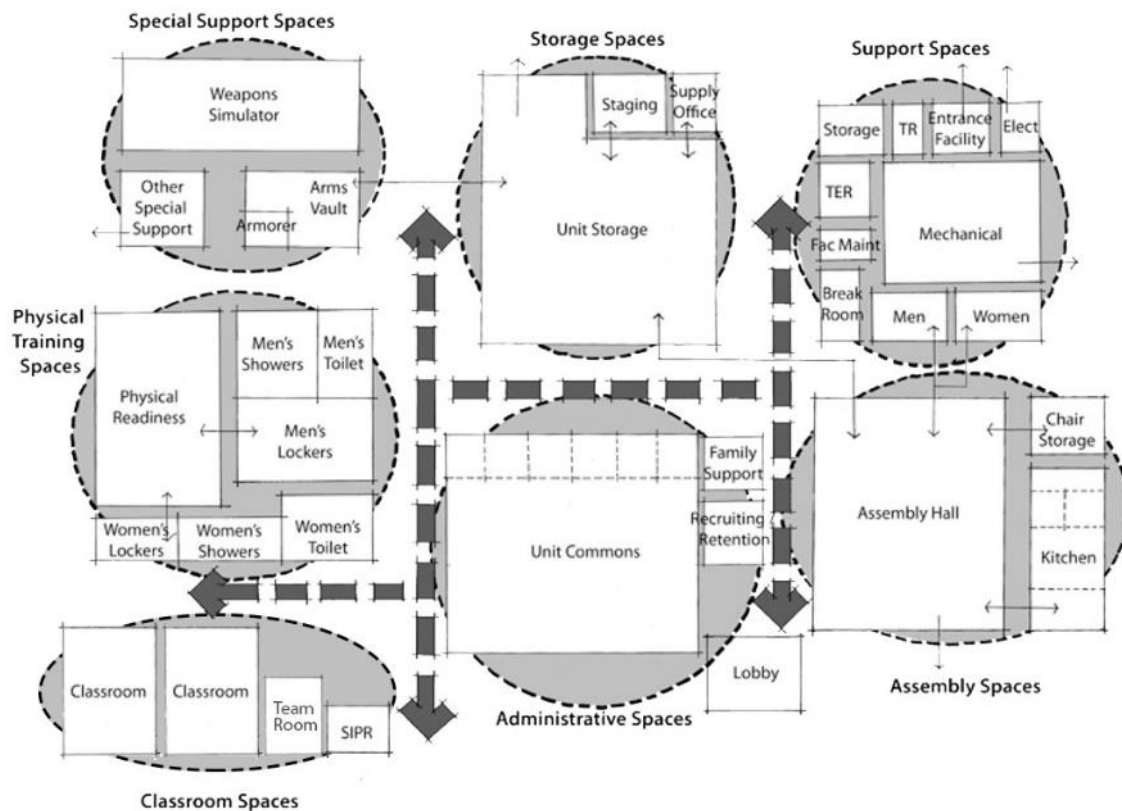 Special Support Spaces
Weapons
Simulator
Other
Special
Support
Arms
Vault
Armorer
Storage Spaces
Staging
Supply
Office
Unit Storage
Support Spaces
Storage
TR
Entrance
Facility
Elect
TER
Fac Maint
Mechanical
Break
Room
Men
Women
Physical
Training
Spaces
Physical
Readiness
Men's
Showers
Men's
Toilet
Men's
Lockers
Women's
Lockers
Women's
Showers
Women's
Toilet
Unit Commons
Family
Support
Recruiting
Retention
Lobby
Administrative Spaces
Assembly Hall
Chair
Storage
Kitchen
Assembly Spaces
Classroom
Classroom
Team
Room
SIPR
Classroom Spaces